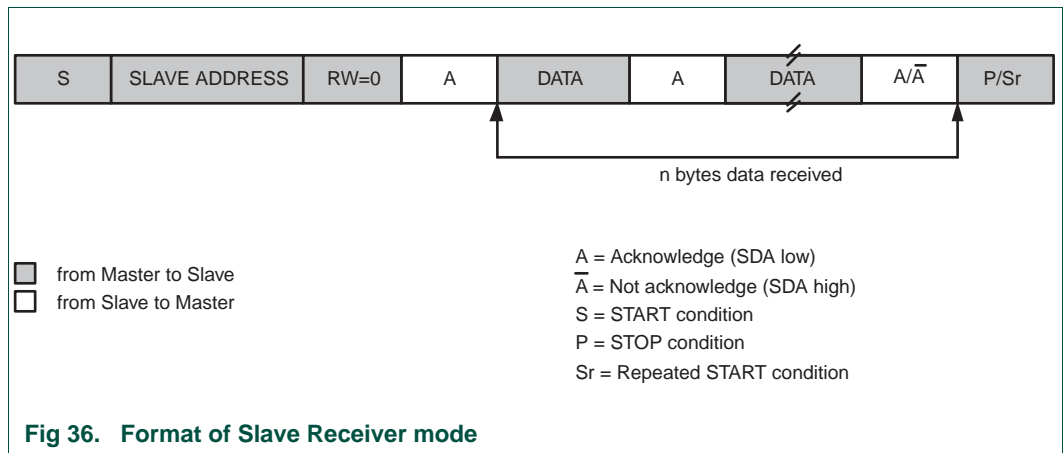 S SLAVE ADDRESS RW=0 A DATA A DATA A/A̅ P/Sr
n bytes data received
from Master to Slave
from Slave to Master
A = Acknowledge (SDA low)
A̅ = Not acknowledge (SDA high)
S = START condition
P = STOP condition
Sr = Repeated START condition
Fig 36. Format of Slave Receiver mode